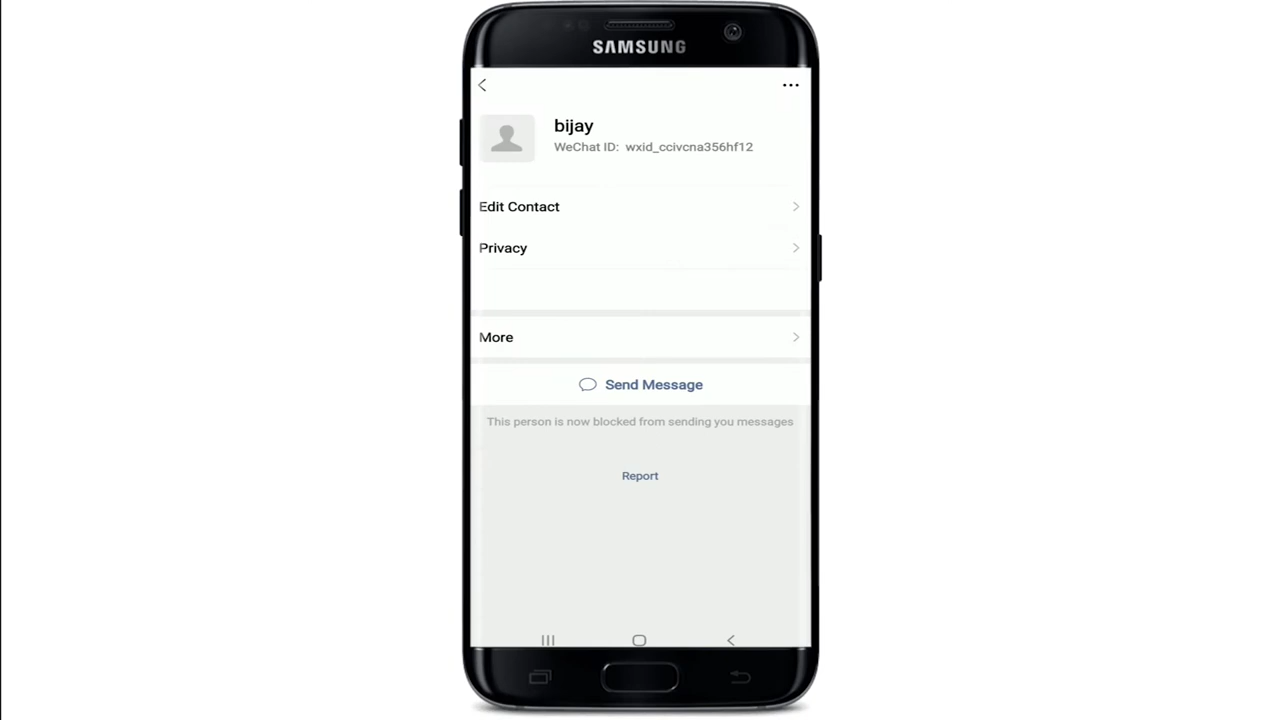 SAMSUNG
bijay
WeChat ID: wxid_ccivcna356hf12
Edit Contact
Privacy
More
Send Message
This person is now blocked from sending you messages
Report